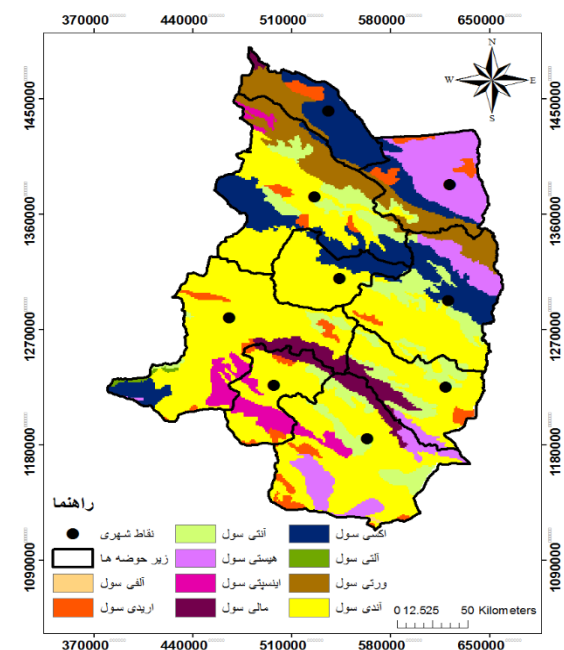 370000 4400000 510000 580000 650000
N
W E
S
1450000 1450000
1360000 1360000
1270000 1270000
1180000 1180000
1090000 1090000
راهنما
نقاط شهری آنتی سول اکسی سول
زیر حوضه ها هیستی سول آلتی سول
آلفی سول اینسپتی سول ورتی سول
اریدی سول مالی سول آندی سول
0 12.525 50 Kilometers
370000 440000 510000 580000 650000